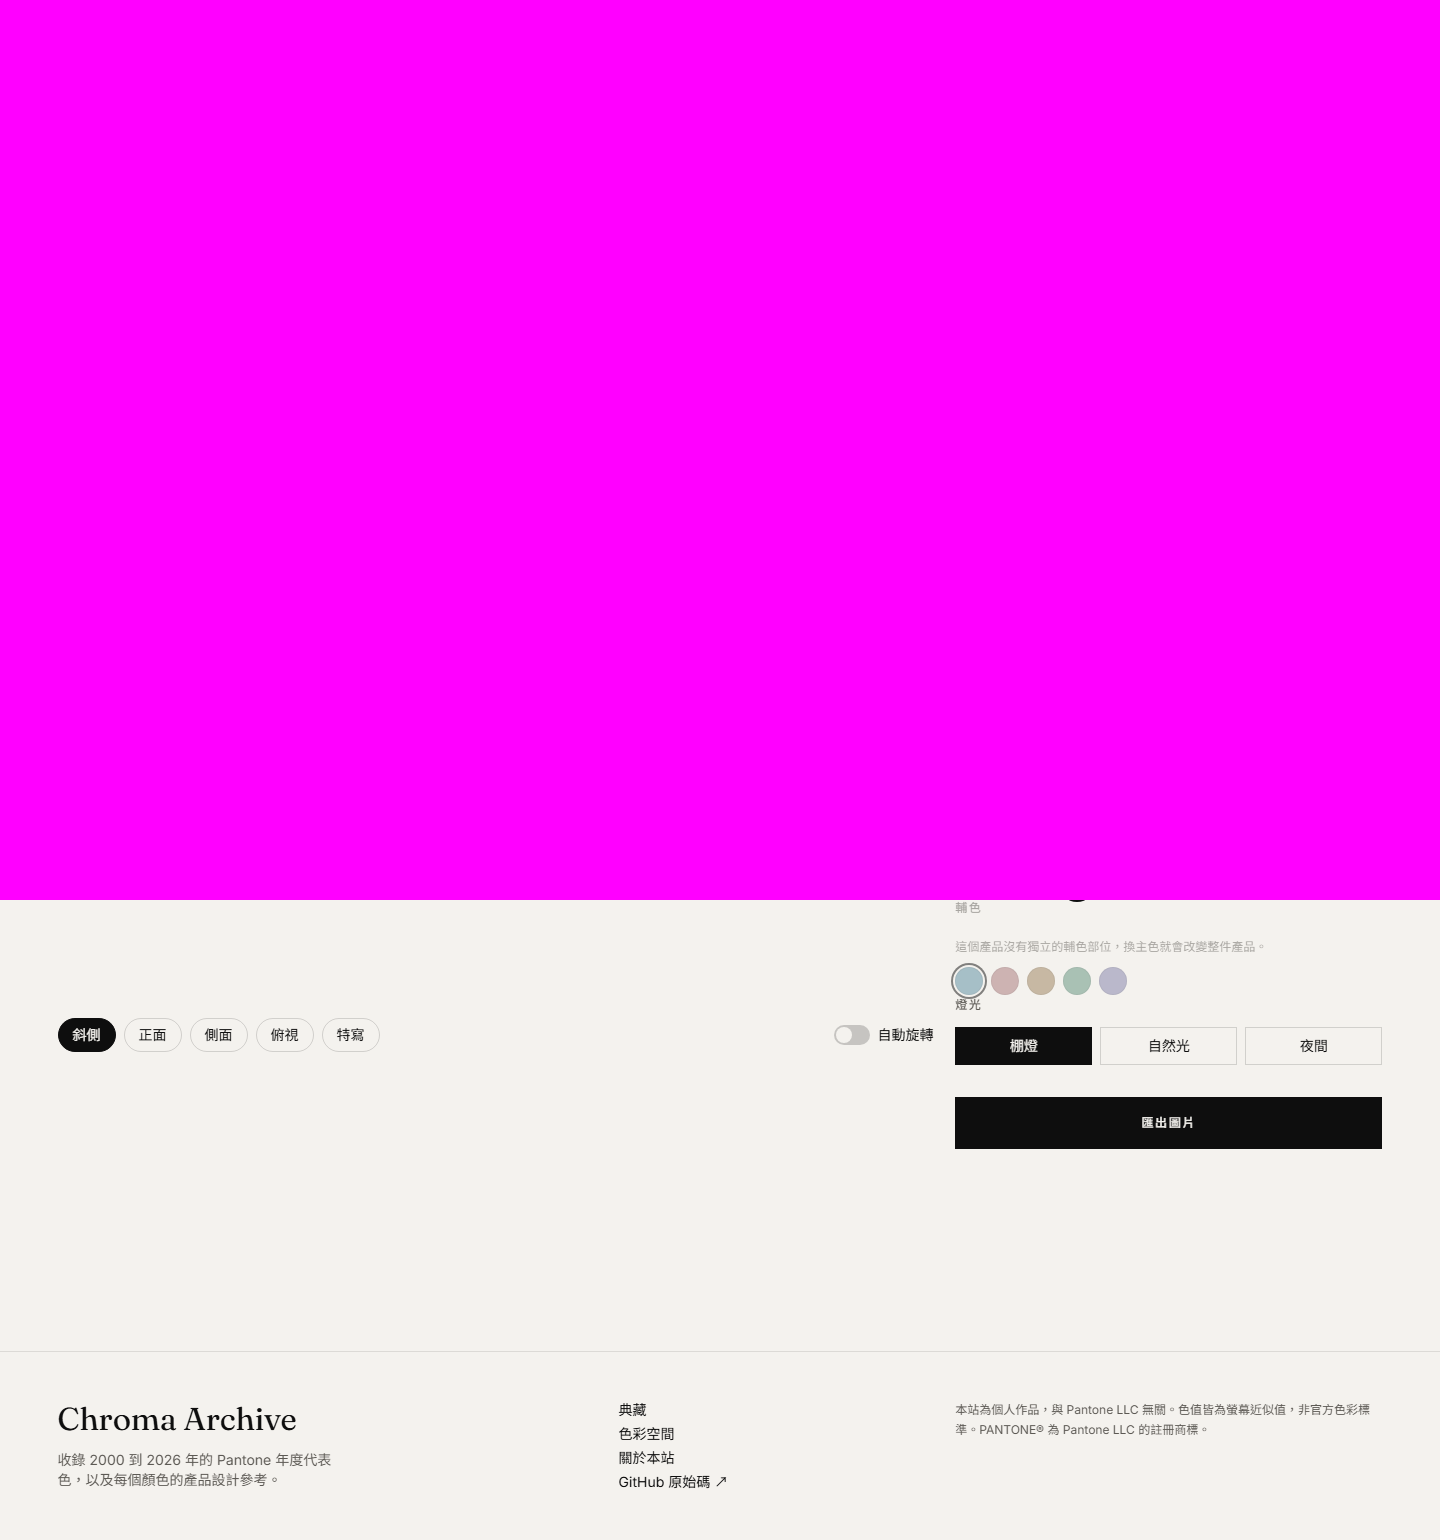 輔色
這個產品沒有獨立的輔色部位，換主色就會改變整件產品。
燈光
斜側
正面
側面
俯視
特寫
自動旋轉
棚燈
自然光
夜間
匯出圖片
Chroma Archive
收錄 2000 到 2026 年的 Pantone 年度代表
色，以及每個顏色的產品設計參考。
典藏
色彩空間
關於本站
GitHub 原始碼 ↗
本站為個人作品，與 Pantone LLC 無關。色值皆為螢幕近似值，非官方色彩標
準。PANTONE® 為 Pantone LLC 的註冊商標。